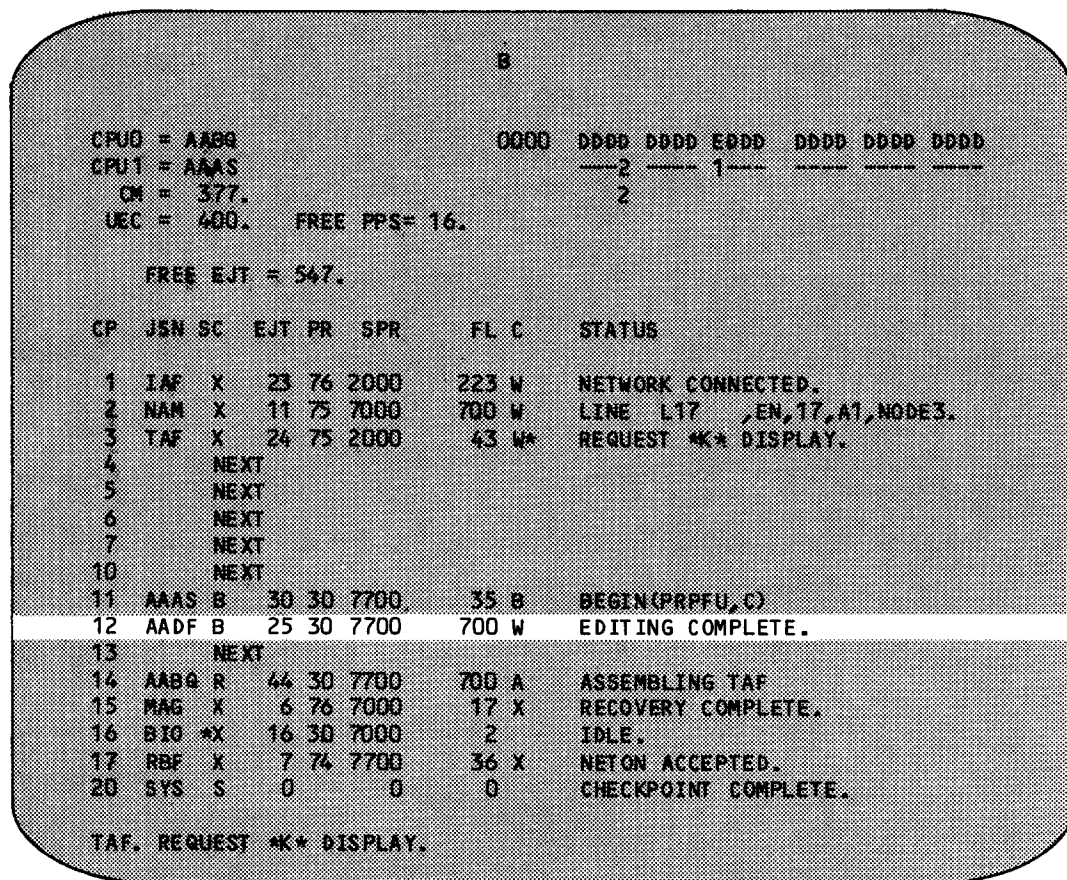 B
CPU0 = AABQ 0000 DDDD DDDD EDDD DDDD DDDD DDDD
CPU1 = AAAS ---2 ---- 1--- ---- ---- ----
CM = 377. 2
UEC = 400. FREE PPS= 16.
FREE EJT = 547.
CP JSN SC EJT PR SPR FL C STATUS
1 IAF X 23 76 2000 223 W NETWORK CONNECTED.
2 NAM X 11 75 7000 700 W LINE L17 ,EN,17,A1,NODE3.
3 TAF X 24 75 2000 43 W* REQUEST *K* DISPLAY.
4 NEXT
5 NEXT
6 NEXT
7 NEXT
10 NEXT
11 AAAS B 30 30 7700 35 B BEGIN(PRPFU,C)
12 AADF B 25 30 7700 700 W EDITING COMPLETE.
13 NEXT
14 AABQ R 44 30 7700 700 A ASSEMBLING TAF
15 MAG X 6 76 7000 17 X RECOVERY COMPLETE.
16 BIO *X 16 30 7000 2 IDLE.
17 RBF X 7 74 7700 36 X NETON ACCEPTED.
20 SYS S 0 0 0 CHECKPOINT COMPLETE.
TAF. REQUEST *K* DISPLAY.